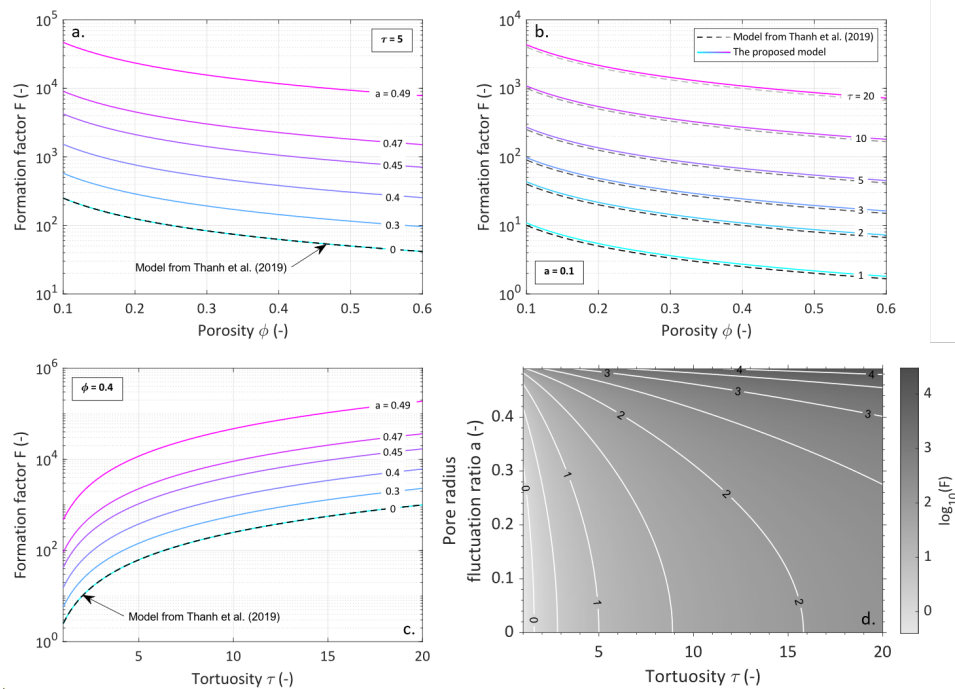 a.
τ = 5
10^5
10^4
10^3
10^2
10^1
Formation factor F (-)
a = 0.49
0.47
0.45
0.4
0.3
0
Model from Thanh et al. (2019)
0.1 0.2 0.3 0.4 0.5 0.6
Porosity ϕ (-)
b.
Model from Thanh et al. (2019)
The proposed model
10^4
10^3
10^2
10^1
10^0
Formation factor F (-)
τ = 20
10
5
3
2
1
a = 0.1
0.1 0.2 0.3 0.4 0.5 0.6
Porosity ϕ (-)
ϕ = 0.4
10^6
10^4
10^2
10^0
Formation factor F (-)
a = 0.49
0.47
0.45
0.4
0.3
0
Model from Thanh et al. (2019)
c.
5 10 15 20
Tortuosity τ (-)
0.4
0.3
0.2
0.1
0
Pore radius
fluctuation ratio a (-)
3 4
4
3
3
2
2
2
1
1
0
0
d.
5 10 15 20
Tortuosity τ (-)
4
3
2
1
0
log10(F)